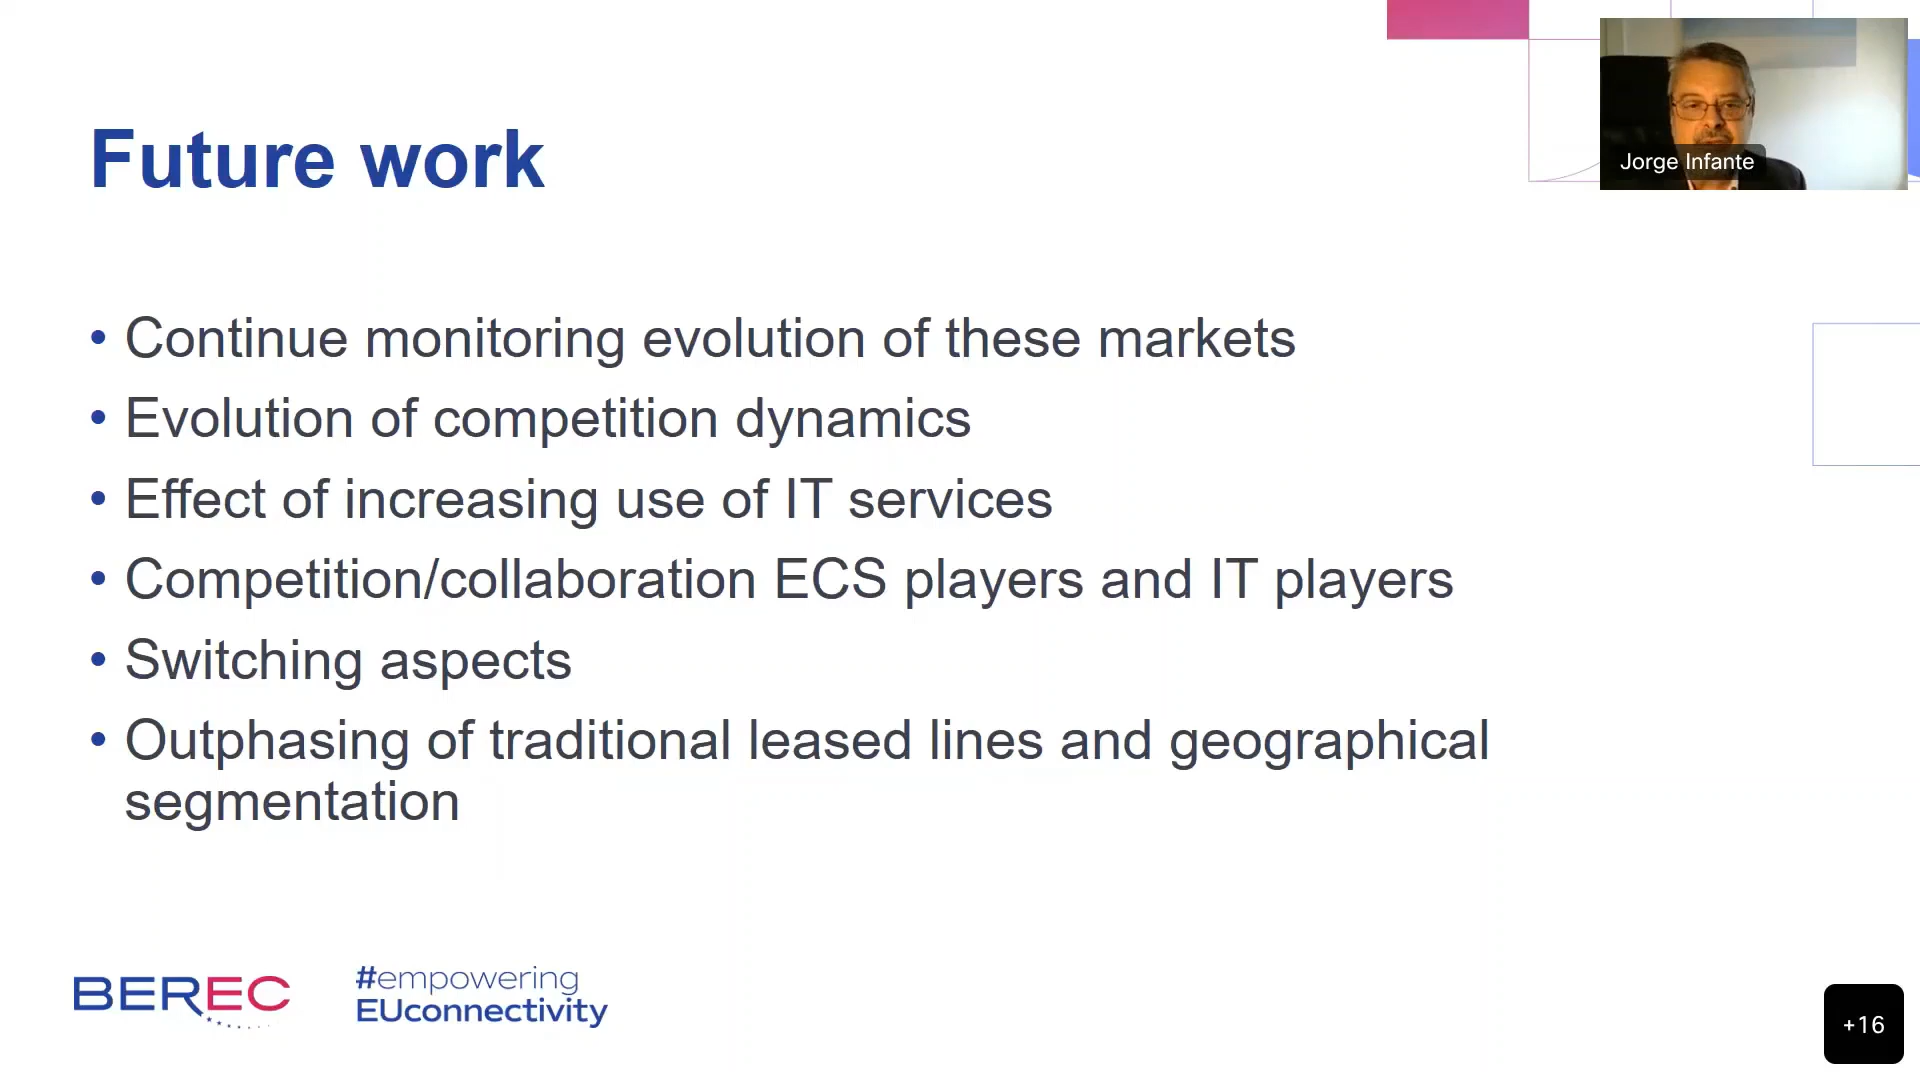 Jorge Infante
Future work
• Continue monitoring evolution of these markets
• Evolution of competition dynamics
• Effect of increasing use of IT services
• Competition/collaboration ECS players and IT players
• Switching aspects
• Outphasing of traditional leased lines and geographical
segmentation
BEREC
#empowering
EUconnectivity
+16